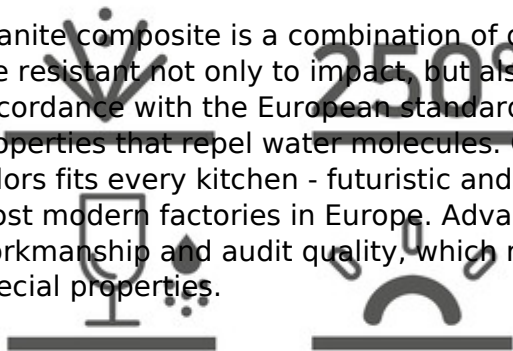 anite composite is a combination of
250°
e resistant not only to impact, but als
cordance with the European standard
operties that repel water molecules.
lors fits every kitchen - futuristic and
ost modern factories in Europe. Adva
orkmanship and audit quality, which
ecial properties.